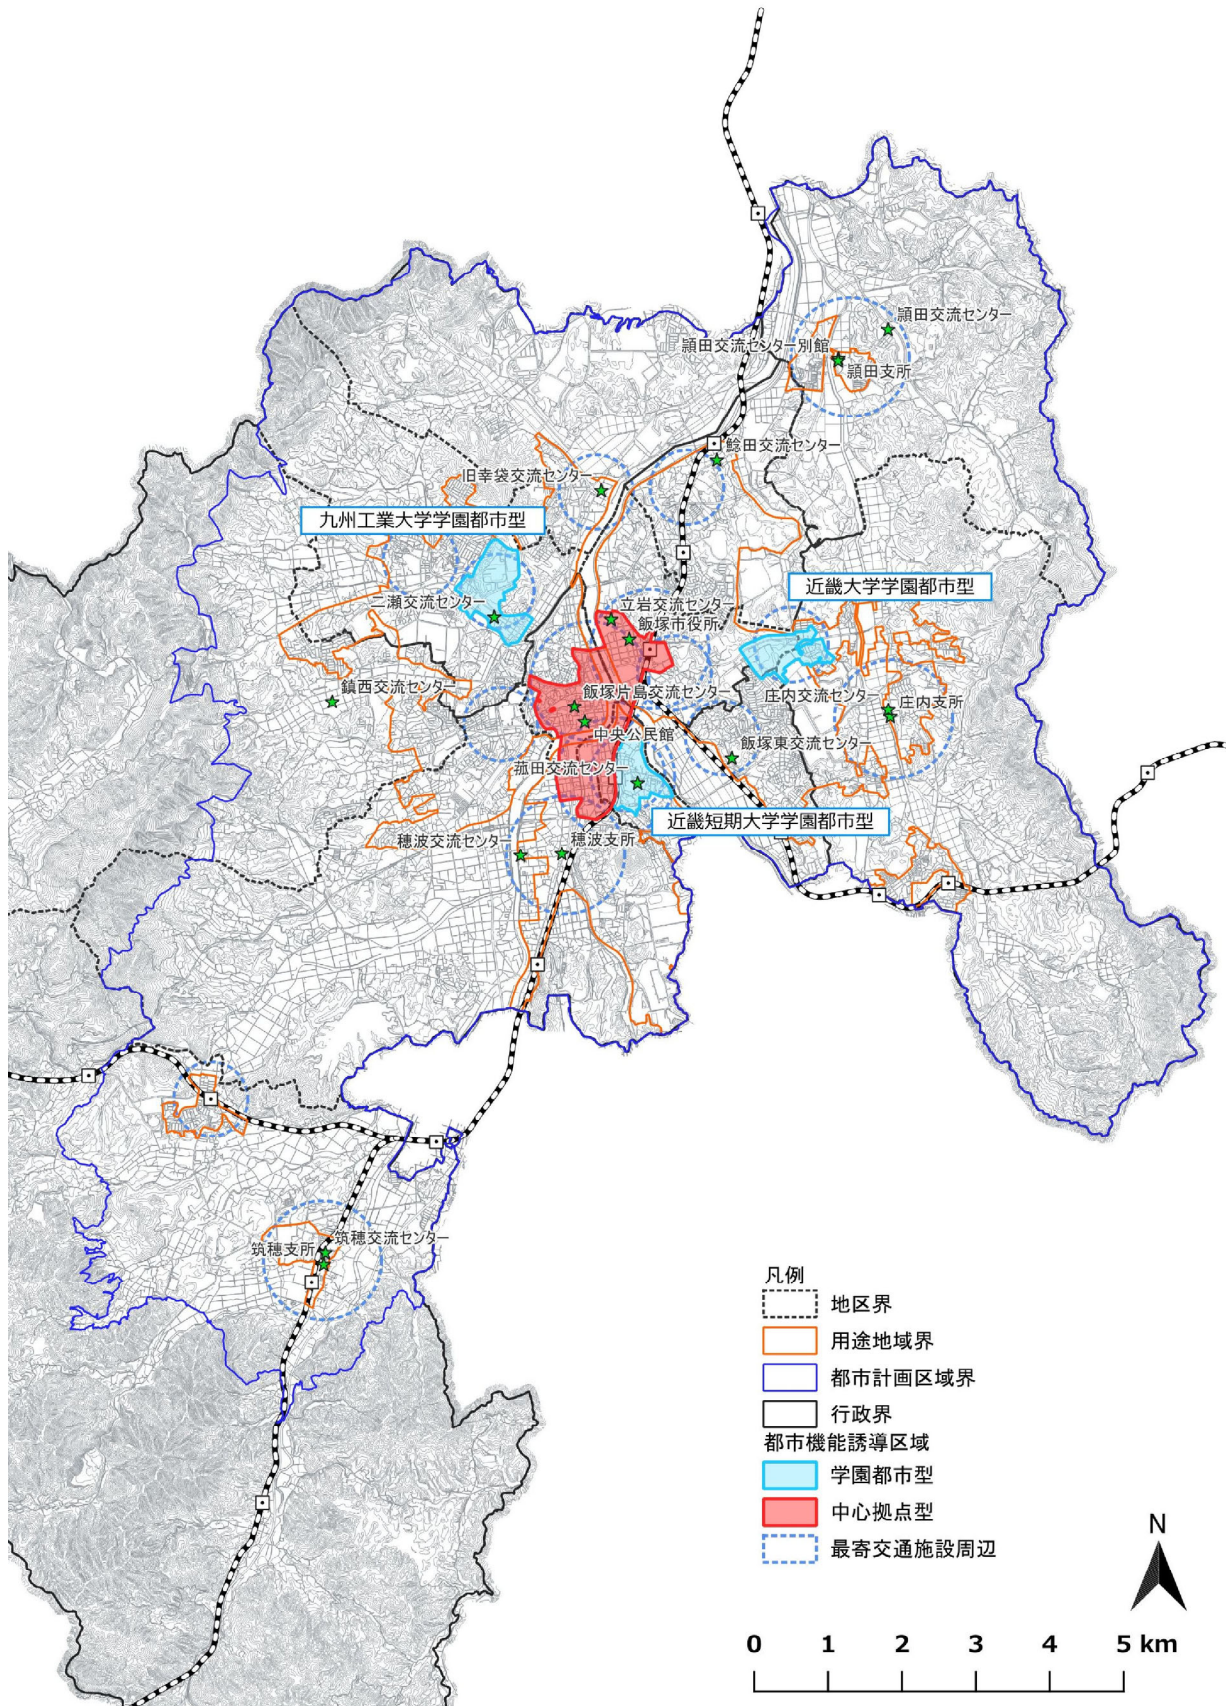 頴田交流センター
頴田交流センター別館
頴田支所
鯰田交流センター
旧幸袋交流センター
九州工業大学学園都市型
近畿大学学園都市型
二瀬交流センター
立岩交流センター
飯塚市役所
鎮西交流センター
飯塚片島交流センター
庄内交流センター
庄内支所
中央公民館
飯塚東交流センター
菰田交流センター
近畿短期大学学園都市型
穂波交流センター
穂波支所
筑穂交流センター
筑穂支所
凡例
地区界
用途地域界
都市計画区域界
行政界
都市機能誘導区域
学園都市型
中心拠点型
最寄交通施設周辺
N
0 1 2 3 4 5 km